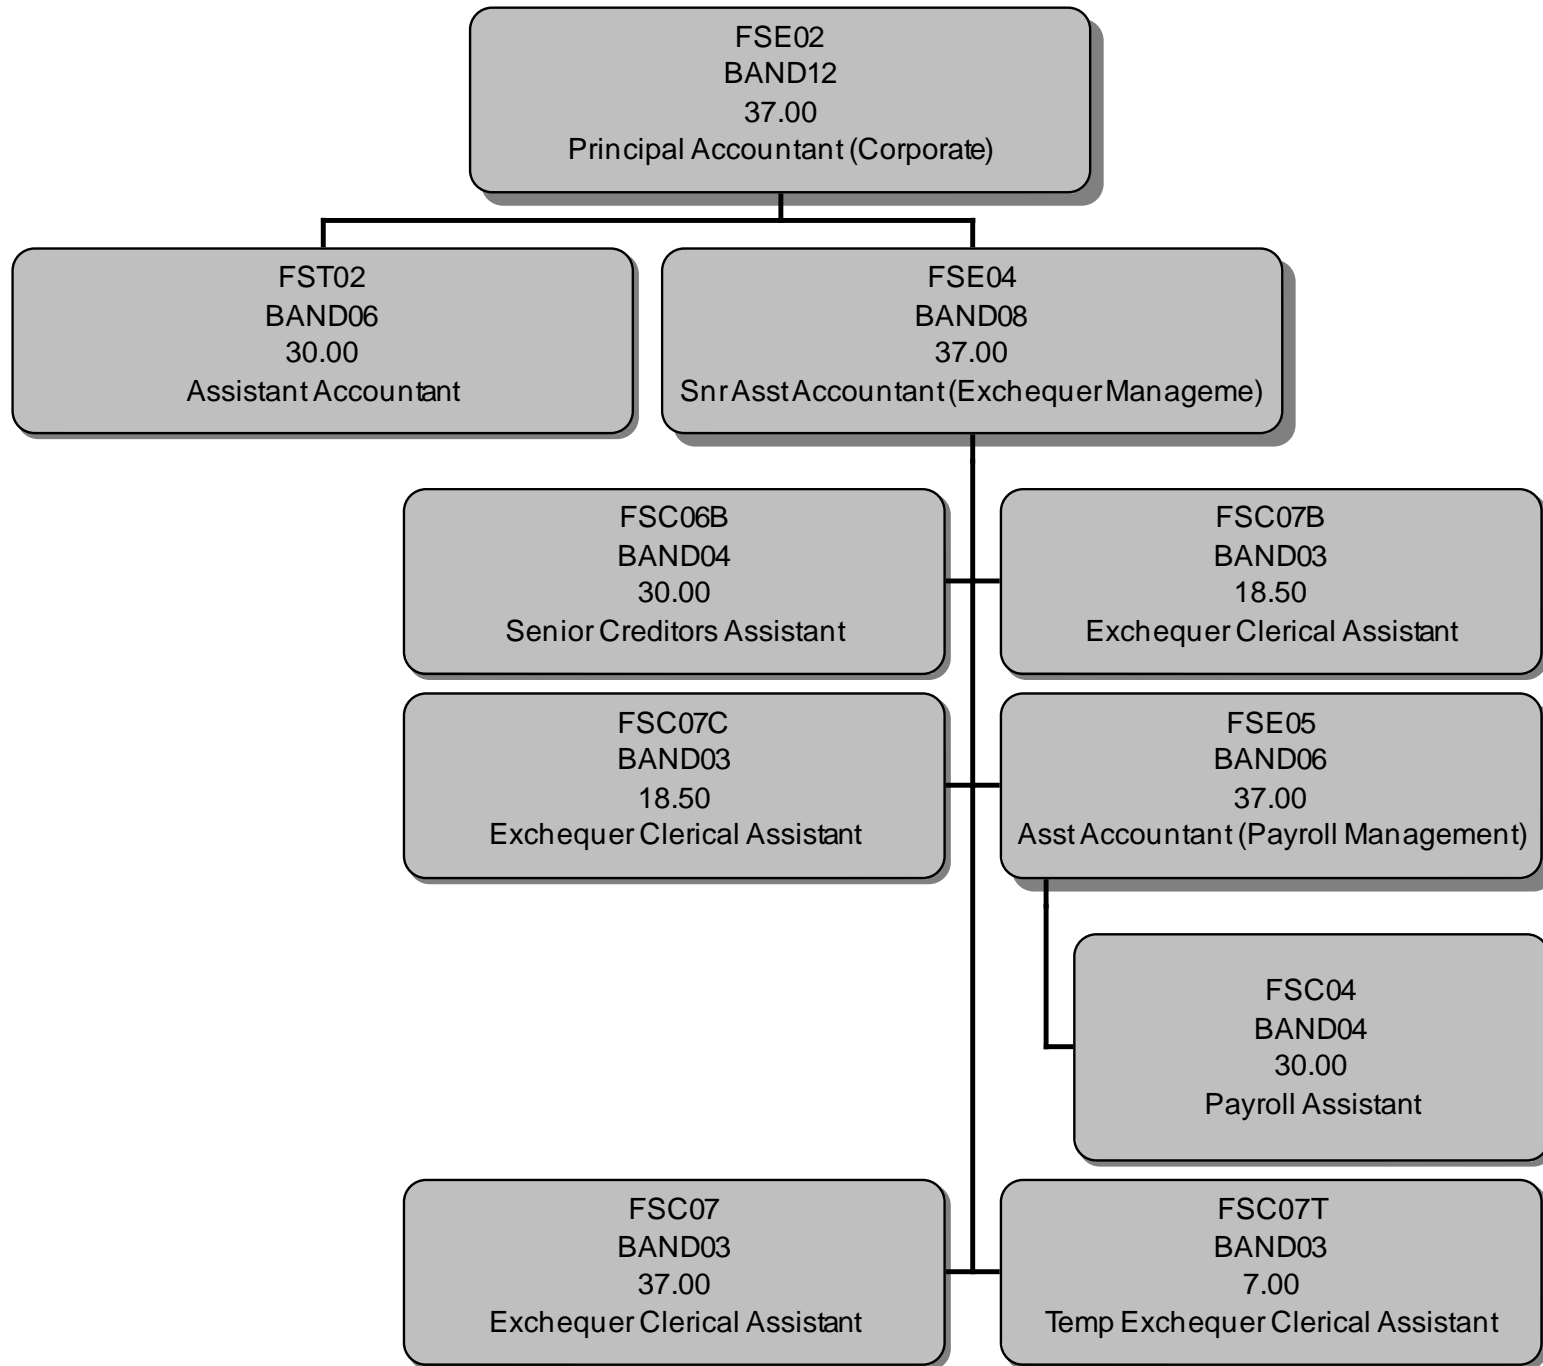 FSE02
BAND12
37.00
Principal Accountant (Corporate)
FST02
BAND06
30.00
Assistant Accountant
FSE04
BAND08
37.00
Snr Asst Accountant (Exchequer Manageme)
FSC06B
BAND04
30.00
Senior Creditors Assistant
FSC07B
BAND03
18.50
Exchequer Clerical Assistant
FSC07C
BAND03
18.50
Exchequer Clerical Assistant
FSE05
BAND06
37.00
Asst Accountant (Payroll Management)
FSC04
BAND04
30.00
Payroll Assistant
FSC07
BAND03
37.00
Exchequer Clerical Assistant
FSC07T
BAND03
7.00
Temp Exchequer Clerical Assistant